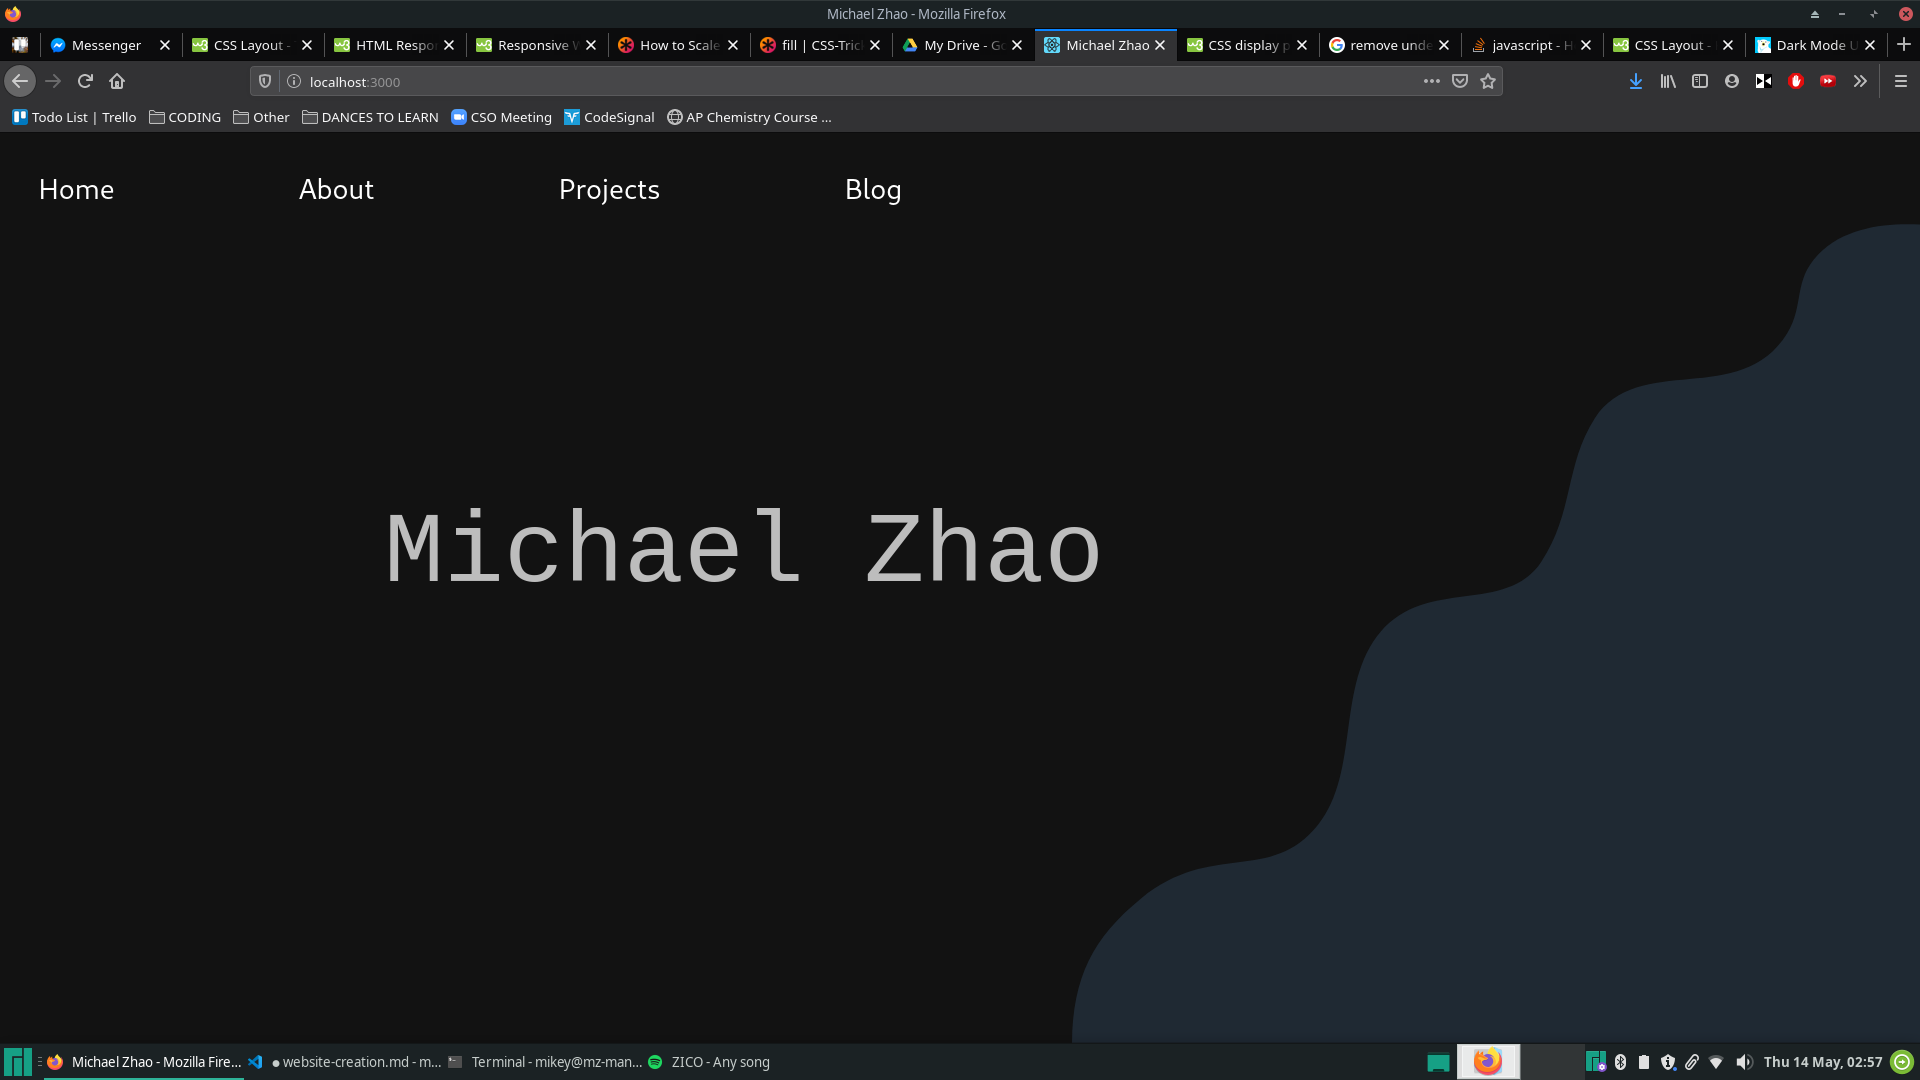 Michael Zhao - Mozilla Firefox
Messenger CSS Layout - HTML Respo Responsive How to Scale fill | CSS-Tric My Drive - Go Michael Zhao CSS display p remove unde javascript - H CSS Layout - Dark Mode U
localhost:3000
Todo List | Trello CODING Other DANCES TO LEARN CSO Meeting CodeSignal AP Chemistry Course ...
Home About Projects Blog
Michael Zhao
Michael Zhao - Mozilla Fire... ● website-creation.md - m... Terminal - mikey@mz-man... ZICO - Any song Thu 14 May, 02:57